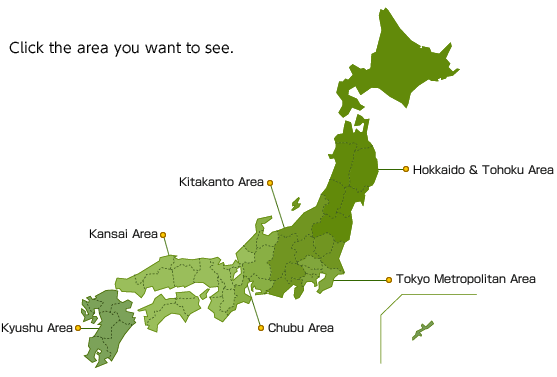 Click the area you want to see.
Hokkaido & Tohoku Area
Kitakanto Area
Kansai Area
Tokyo Metropolitan Area
Kyushu Area
Chubu Area